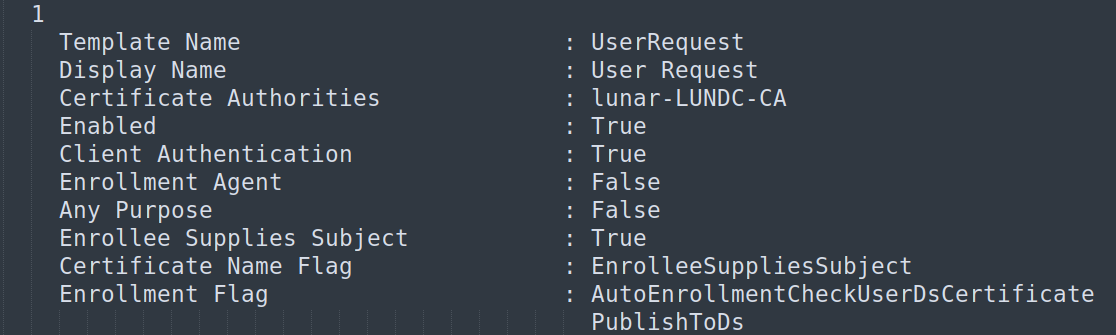 1
Template Name : UserRequest
Display Name : User Request
Certificate Authorities : lunar-LUNDC-CA
Enabled : True
Client Authentication : True
Enrollment Agent : False
Any Purpose : False
Enrollee Supplies Subject : True
Certificate Name Flag : EnrolleeSuppliesSubject
Enrollment Flag : AutoEnrollmentCheckUserDsCertificate
PublishToDs